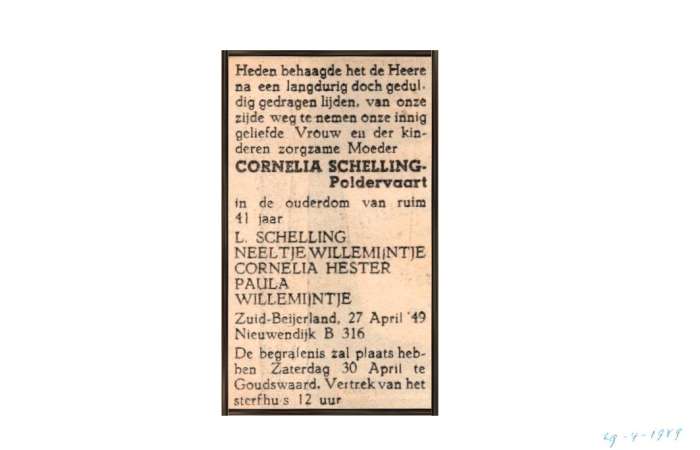 Heden behaagde het de Heere
na een langdurig doch gedul-
dig gedragen lijden, van onze
zijde weg te nemen onze innig
geliefde Vrouw en der kin-
deren zorgzame Moeder
CORNELIA SCHELLING-
Poldervaart
in de ouderdom van ruim
41 jaar
L. SCHELLING
NEELTJE WILLEMIJNTJE
CORNELIA HESTER
PAULA
WILLEMIJNTJE
Zuid-Beijerland, 27 April '49
Nieuwendijk B 316
De begrafenis zal plaats heb-
ben Zaterdag 30 April te
Goudswaard. Vertrek van het
sterfhuis 12 uur
29-4-1949